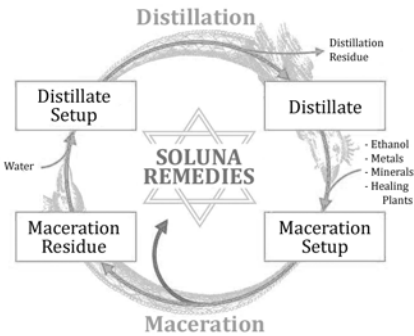 Distillation
Distillation
Residue
Distillate
Setup
Distillate
Water
SOLUNA
REMEDIES
- Ethanol
- Metals
- Minerals
- Healing
Plants
Maceration
Residue
Maceration
Setup
Maceration